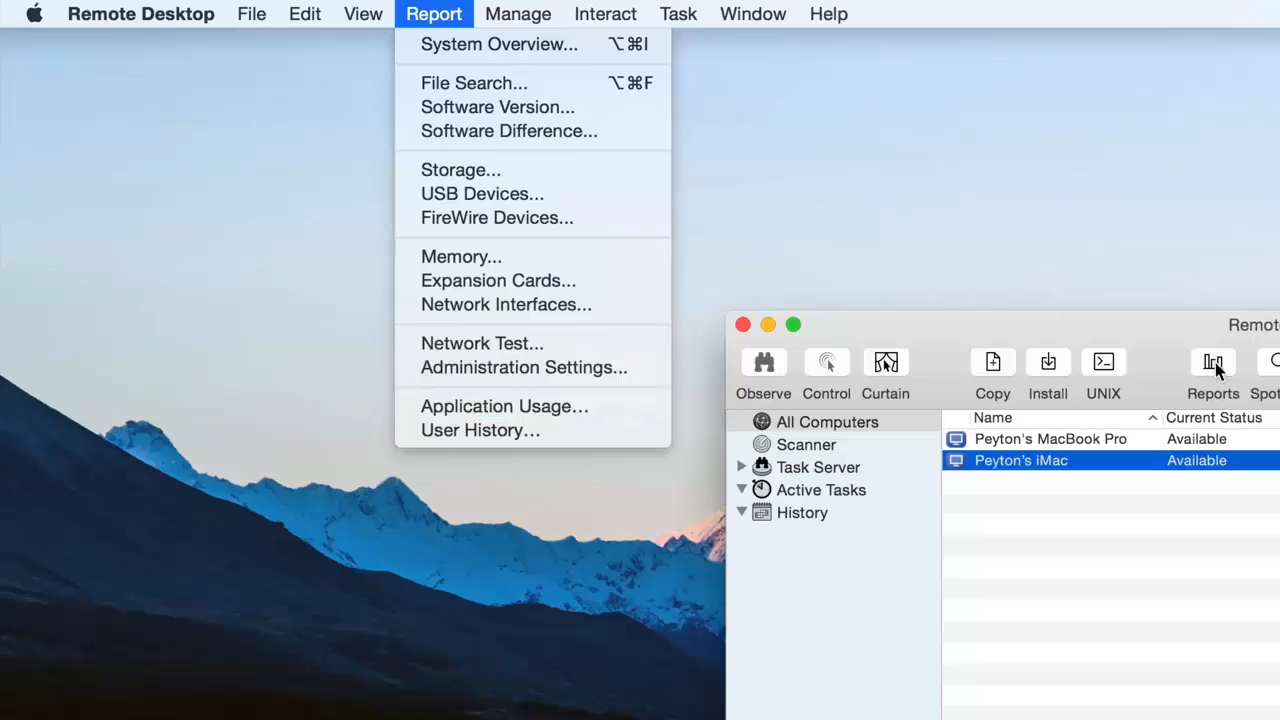 Remote Desktop File Edit View Report Manage Interact Task Window Help
System Overview... ⌥⌘I
File Search... ⌥⌘F
Software Version...
Software Difference...
Storage...
USB Devices...
FireWire Devices...
Memory...
Expansion Cards...
Network Interfaces...
Network Test...
Administration Settings...
Application Usage...
User History...
Observe Control Curtain Copy Install UNIX Reports
All Computers
Scanner
Task Server
Active Tasks
History
Name Current Status
Peyton's MacBook Pro Available
Peyton's iMac Available